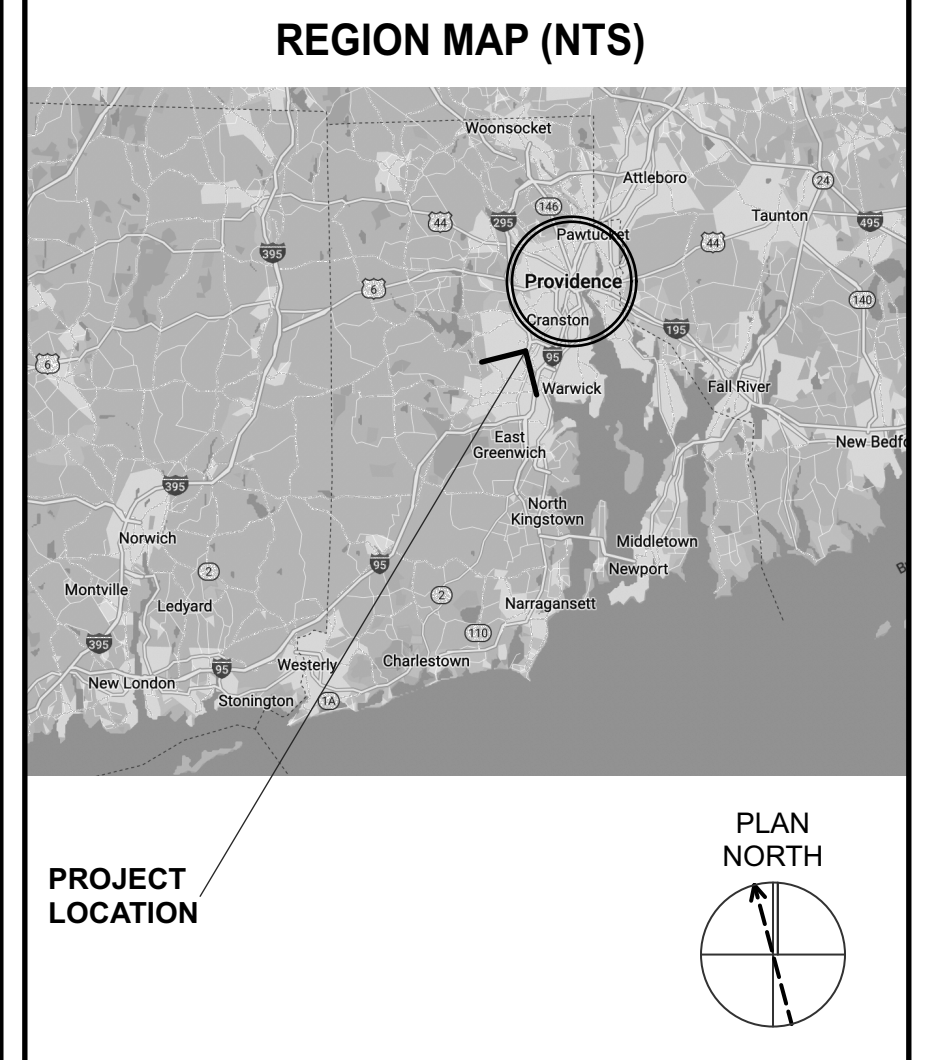 REGION MAP (NTS)
Woonsocket
Attleboro
24
146
Taunton
44
295
495
Pawtucket
44
395
Providence
6
140
Cranston
195
95
6
Warwick
Fall River
East
Greenwich
New Bedfo
395
North
Kingstown
Norwich
Middletown
95
Newport
2
Montville
2
Ledyard
Narragansett
110
395
Westerly
Charlestown
95
New London
Stonington
1A
PLAN
NORTH
PROJECT
LOCATION